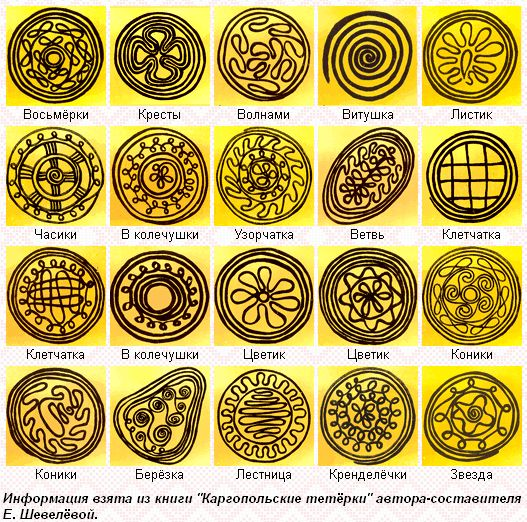 Восьмёрки Кресты Волнами Витушка Листик
Часики В колечушки Узорчатка Ветвь Клетчатка
Клетчатка В колечушки Цветик Цветик Коники
Коники Берёзка Лестница Кренделёчки Звезда
Информация взята из книги "Каргопольские тетёрки" автора-составителя
Е. Шевелёвой.